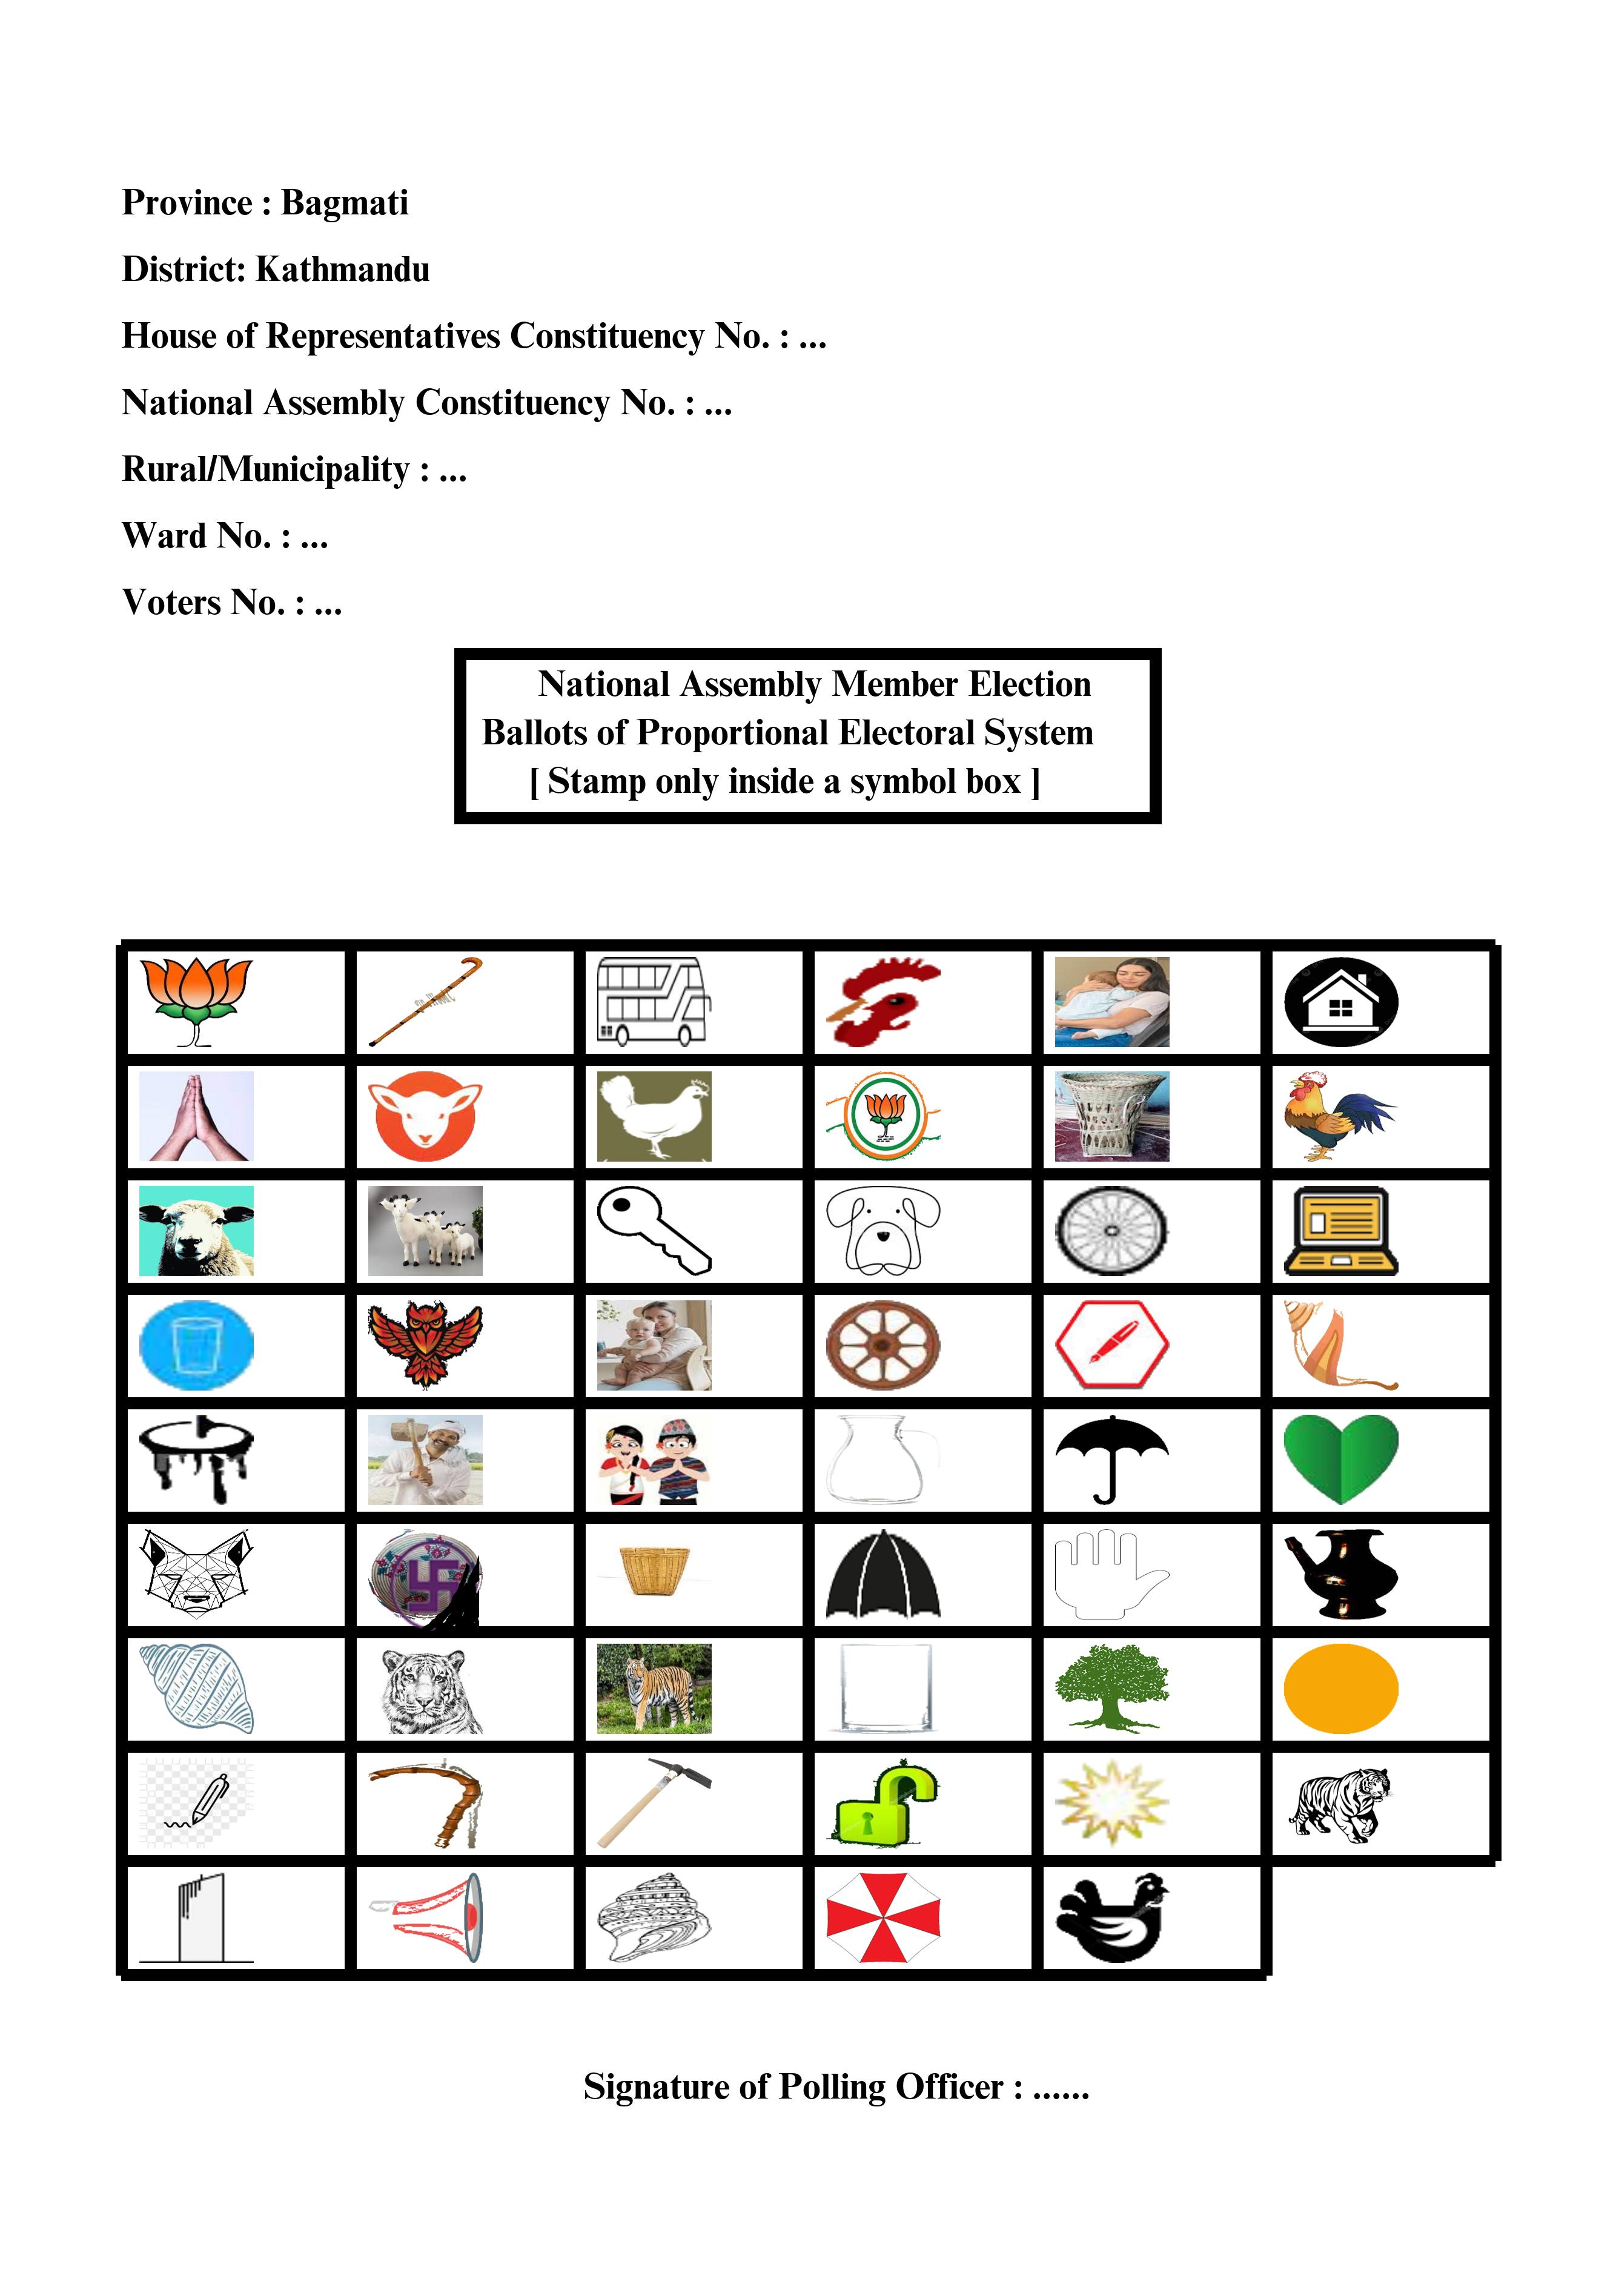 Province : Bagmati
District: Kathmandu
House of Representatives Constituency No. : ...
National Assembly Constituency No. : ...
Rural/Municipality : ...
Ward No. : ...
Voters No. : ...
National Assembly Member Election
Ballots of Proportional Electoral System
[ Stamp only inside a symbol box ]
Signature of Polling Officer : ......